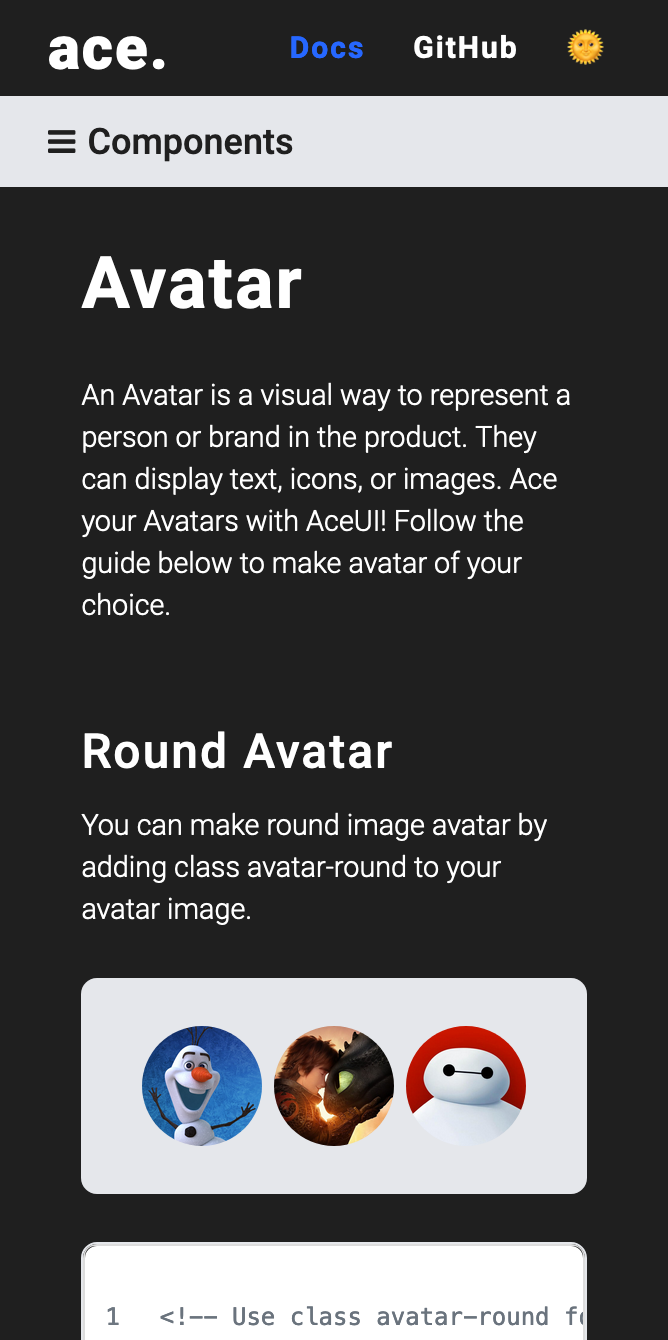 ace.
Docs GitHub
Components
Avatar
An Avatar is a visual way to represent a
person or brand in the product. They
can display text, icons, or images. Ace
your Avatars with AceUI! Follow the
guide below to make avatar of your
choice.
Round Avatar
You can make round image avatar by
adding class avatar-round to your
avatar image.
1 <!-- Use class avatar-round